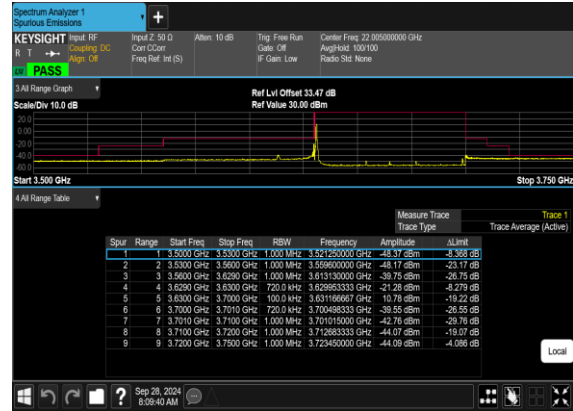 Spectrum Analyzer 1
Spurious Emissions
+
KEYSIGHT Input: RF Input Z: 50 Ω Atten: 10 dB Trig: Free Run Center Freq: 22.005000000 GHz
R T Coupling: DC Corr CCorr Gate: Off Avg|Hold: 100/100
Align: Off Freq Ref: Int (S) IF Gain: Low Radio Std: None
PASS
3 All Range Graph
Ref Lvl Offset 33.47 dB
Scale/Div 10.0 dB Ref Value 30.00 dBm
20.0
0.00
-20.0
-40.0
-60.0
Start 3.500 GHz Stop 3.750 GHz
4 All Range Table
Measure Trace Trace 1
Trace Type Trace Average (Active)
Spur Range Start Freq Stop Freq RBW Frequency Amplitude ΔLimit
1 1 3.5000 GHz 3.5300 GHz 1.000 MHz 3.521250000 GHz -48.37 dBm -8.368 dB
2 2 3.5300 GHz 3.5600 GHz 1.000 MHz 3.559600000 GHz -48.17 dBm -23.17 dB
3 3 3.5600 GHz 3.6290 GHz 1.000 MHz 3.613130000 GHz -39.75 dBm -26.75 dB
4 4 3.6290 GHz 3.6300 GHz 720.0 kHz 3.629953333 GHz -21.28 dBm -8.279 dB
5 5 3.6300 GHz 3.7000 GHz 100.0 kHz 3.631166667 GHz 10.78 dBm -19.22 dB
6 6 3.7000 GHz 3.7010 GHz 720.0 kHz 3.700498333 GHz -39.55 dBm -26.55 dB
7 7 3.7010 GHz 3.7100 GHz 1.000 MHz 3.701015000 GHz -42.76 dBm -29.76 dB
8 8 3.7100 GHz 3.7200 GHz 1.000 MHz 3.712683333 GHz -44.07 dBm -19.07 dB
9 9 3.7200 GHz 3.7500 GHz 1.000 MHz 3.723450000 GHz -44.09 dBm -4.086 dB
Local
?
Sep 28, 2024
8:09:40 AM